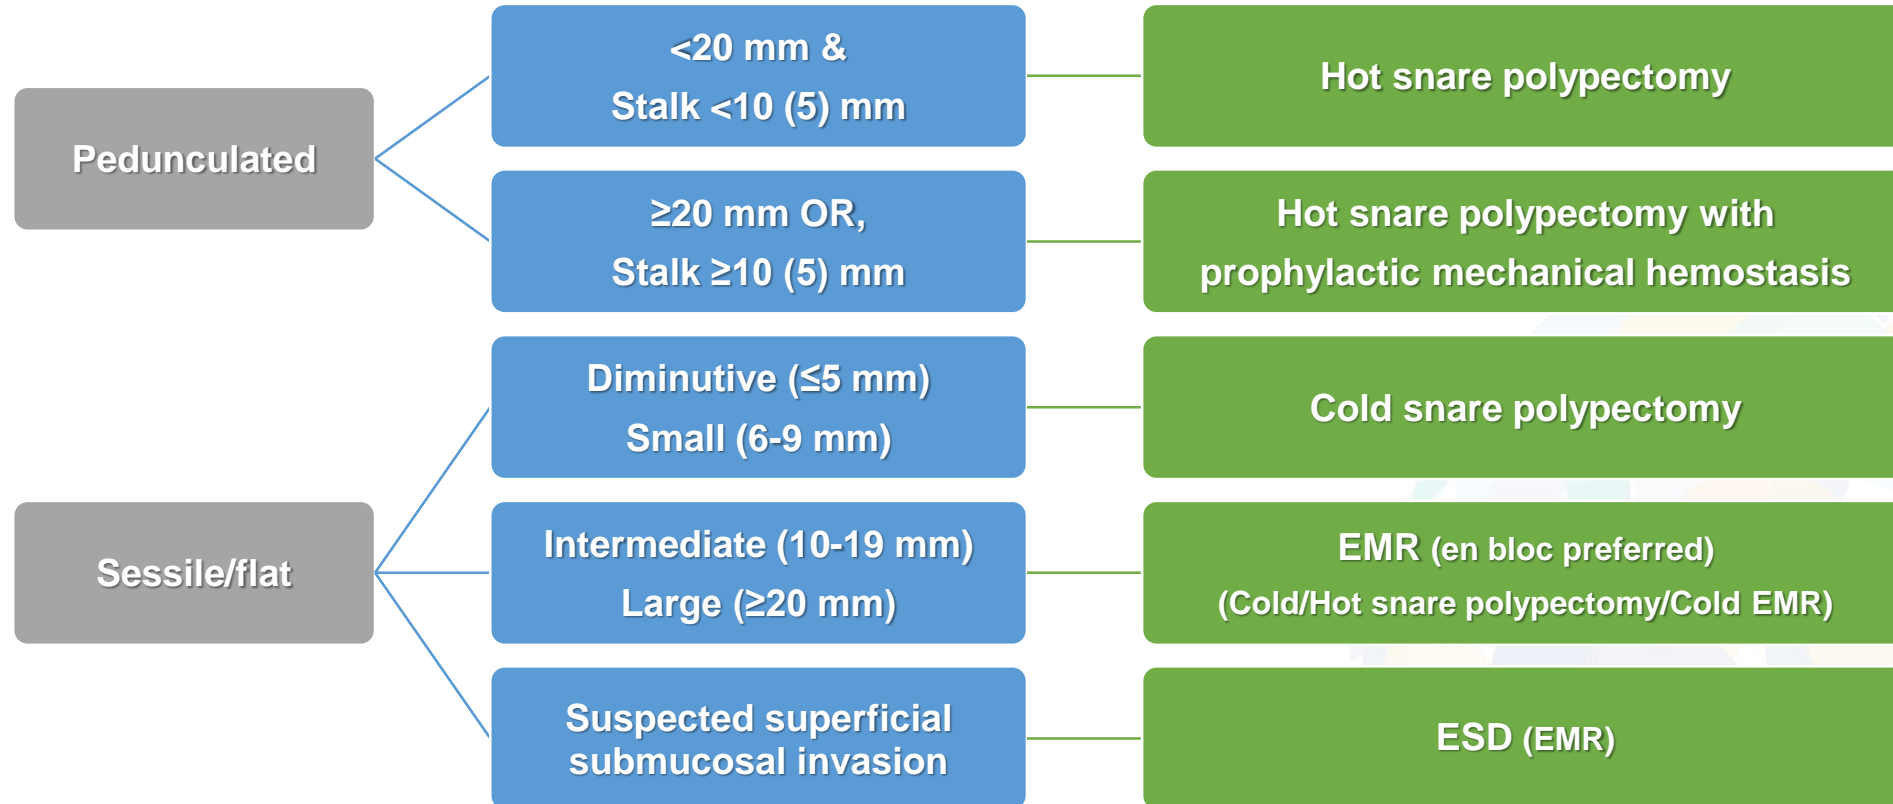 Pedunculated
<20 mm &
Stalk <10 (5) mm
Hot snare polypectomy
≥20 mm OR,
Stalk ≥10 (5) mm
Hot snare polypectomy with
prophylactic mechanical hemostasis
Sessile/flat
Diminutive (≤5 mm)
Small (6-9 mm)
Cold snare polypectomy
Intermediate (10-19 mm)
Large (≥20 mm)
EMR (en bloc preferred)
(Cold/Hot snare polypectomy/Cold EMR)
Suspected superficial
submucosal invasion
ESD (EMR)